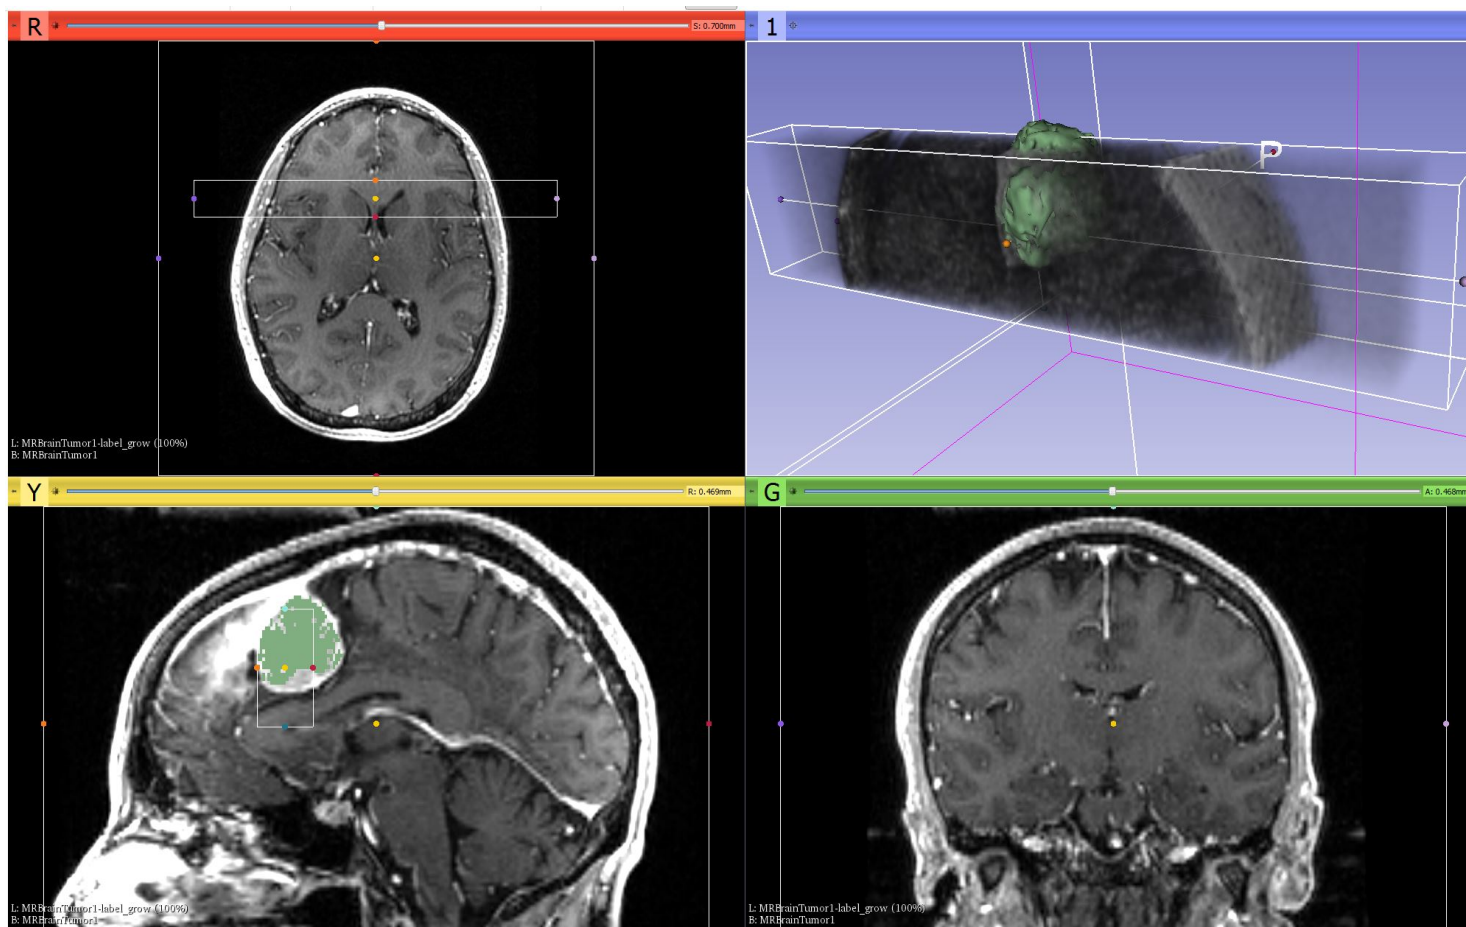 R
S: 0.700mm
1
P
L: MRBrainTumor1-label_grow (100%)
B: MRBrainTumor1
Y
R: 0.469mm
G
A: 0.468mm
L: MRBrainTumor1-label_grow (100%)
B: MRBrainTumor1
L: MRBrainTumor1-label_grow (100%)
B: MRBrainTumor1